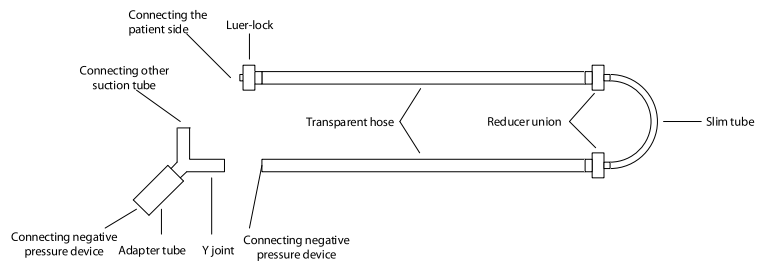 Connecting the
patient side
Luer-lock
Connecting other
suction tube
Transparent hose
Reducer union
Slim tube
Connecting negative
pressure device
Adapter tube
Y joint
Connecting negative
pressure device